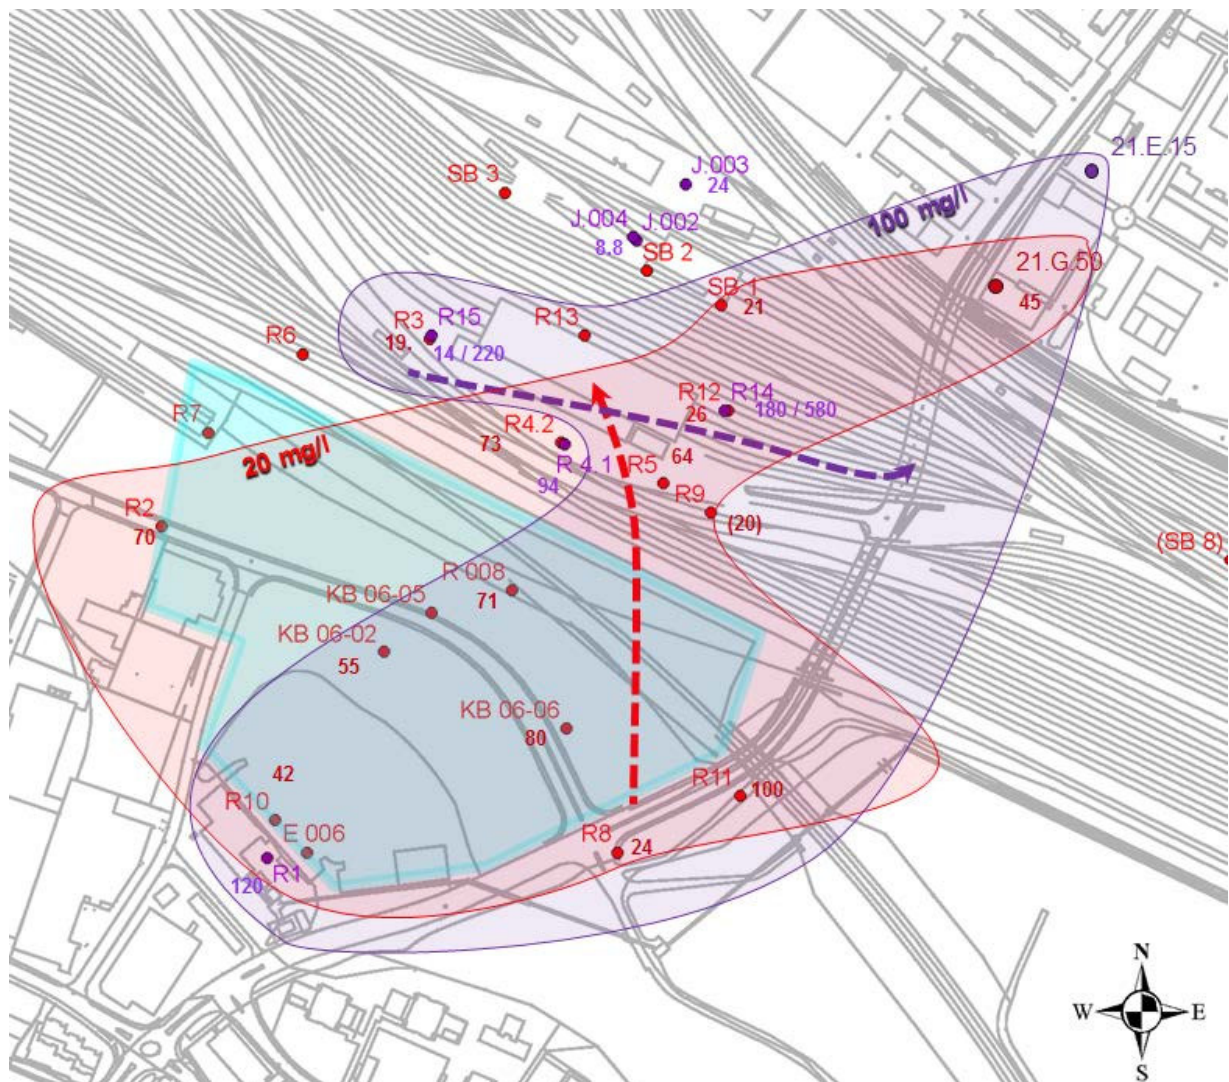 21.E.15
J.003
SB 3
24
100 mg/l
J.004
J.002
8.8
SB 2
21.G.50
SB 1
21
45
R3
R15
R13
19.
14 / 220
R6
R12
R14
26
180 / 580
R7
R4.2
73
R 4 1
64
20 mg/l
94
R5
R9
R2
(20)
70
(SB 8)
R 008
KB 06-05
71
KB 06-02
55
KB 06-06
80
42
R11
100
R10
E 006
R8
24
R1
120
N
W
E
S